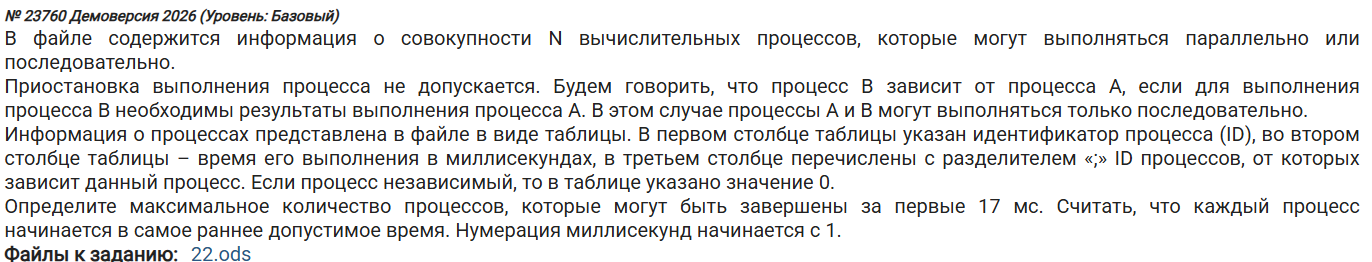 № 23760 Демоверсия 2026 (Уровень: Базовый)
В файле содержится информация о совокупности N вычислительных процессов, которые могут выполняться параллельно или
последовательно.
Приостановка выполнения процесса не допускается. Будем говорить, что процесс B зависит от процесса A, если для выполнения
процесса B необходимы результаты выполнения процесса A. В этом случае процессы A и B могут выполняться только последовательно.
Информация о процессах представлена в файле в виде таблицы. В первом столбце таблицы указан идентификатор процесса (ID), во втором
столбце таблицы – время его выполнения в миллисекундах, в третьем столбце перечислены с разделителем «;» ID процессов, от которых
зависит данный процесс. Если процесс независимый, то в таблице указано значение 0.
Определите максимальное количество процессов, которые могут быть завершены за первые 17 мс. Считать, что каждый процесс
начинается в самое раннее допустимое время. Нумерация миллисекунд начинается с 1.
Файлы к заданию: 22.ods